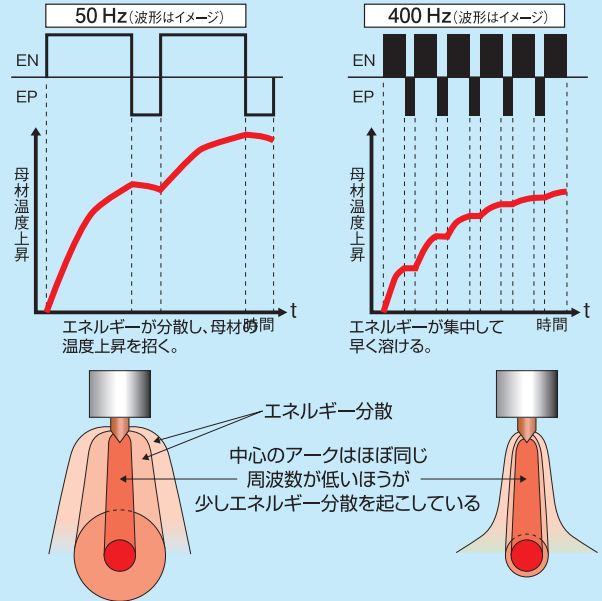 50 Hz(波形はイメージ)
EN
EP
母材温度上昇
t
時間
エネルギーが分散し、母材の
温度上昇を招く。
400 Hz(波形はイメージ)
EN
EP
母材温度上昇
t
時間
エネルギーが集中して
早く溶ける。
エネルギー分散
中心のアークはほぼ同じ
周波数が低いほうが
少しエネルギー分散を起こしている